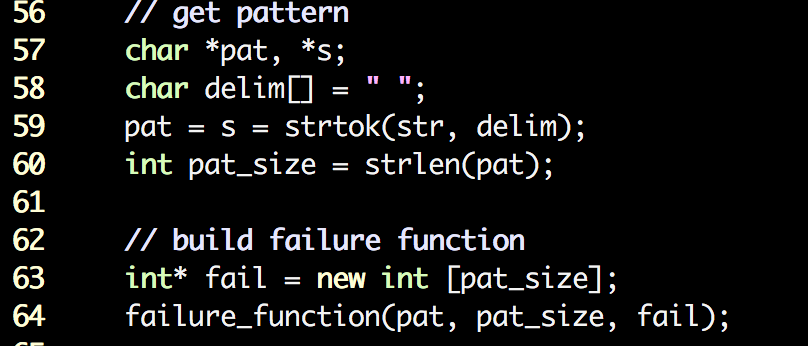 56 // get pattern
57 char *pat, *s;
58 char delim[] = " ";
59 pat = s = strtok(str, delim);
60 int pat_size = strlen(pat);
61
62 // build failure function
63 int* fail = new int [pat_size];
64 failure_function(pat, pat_size, fail);